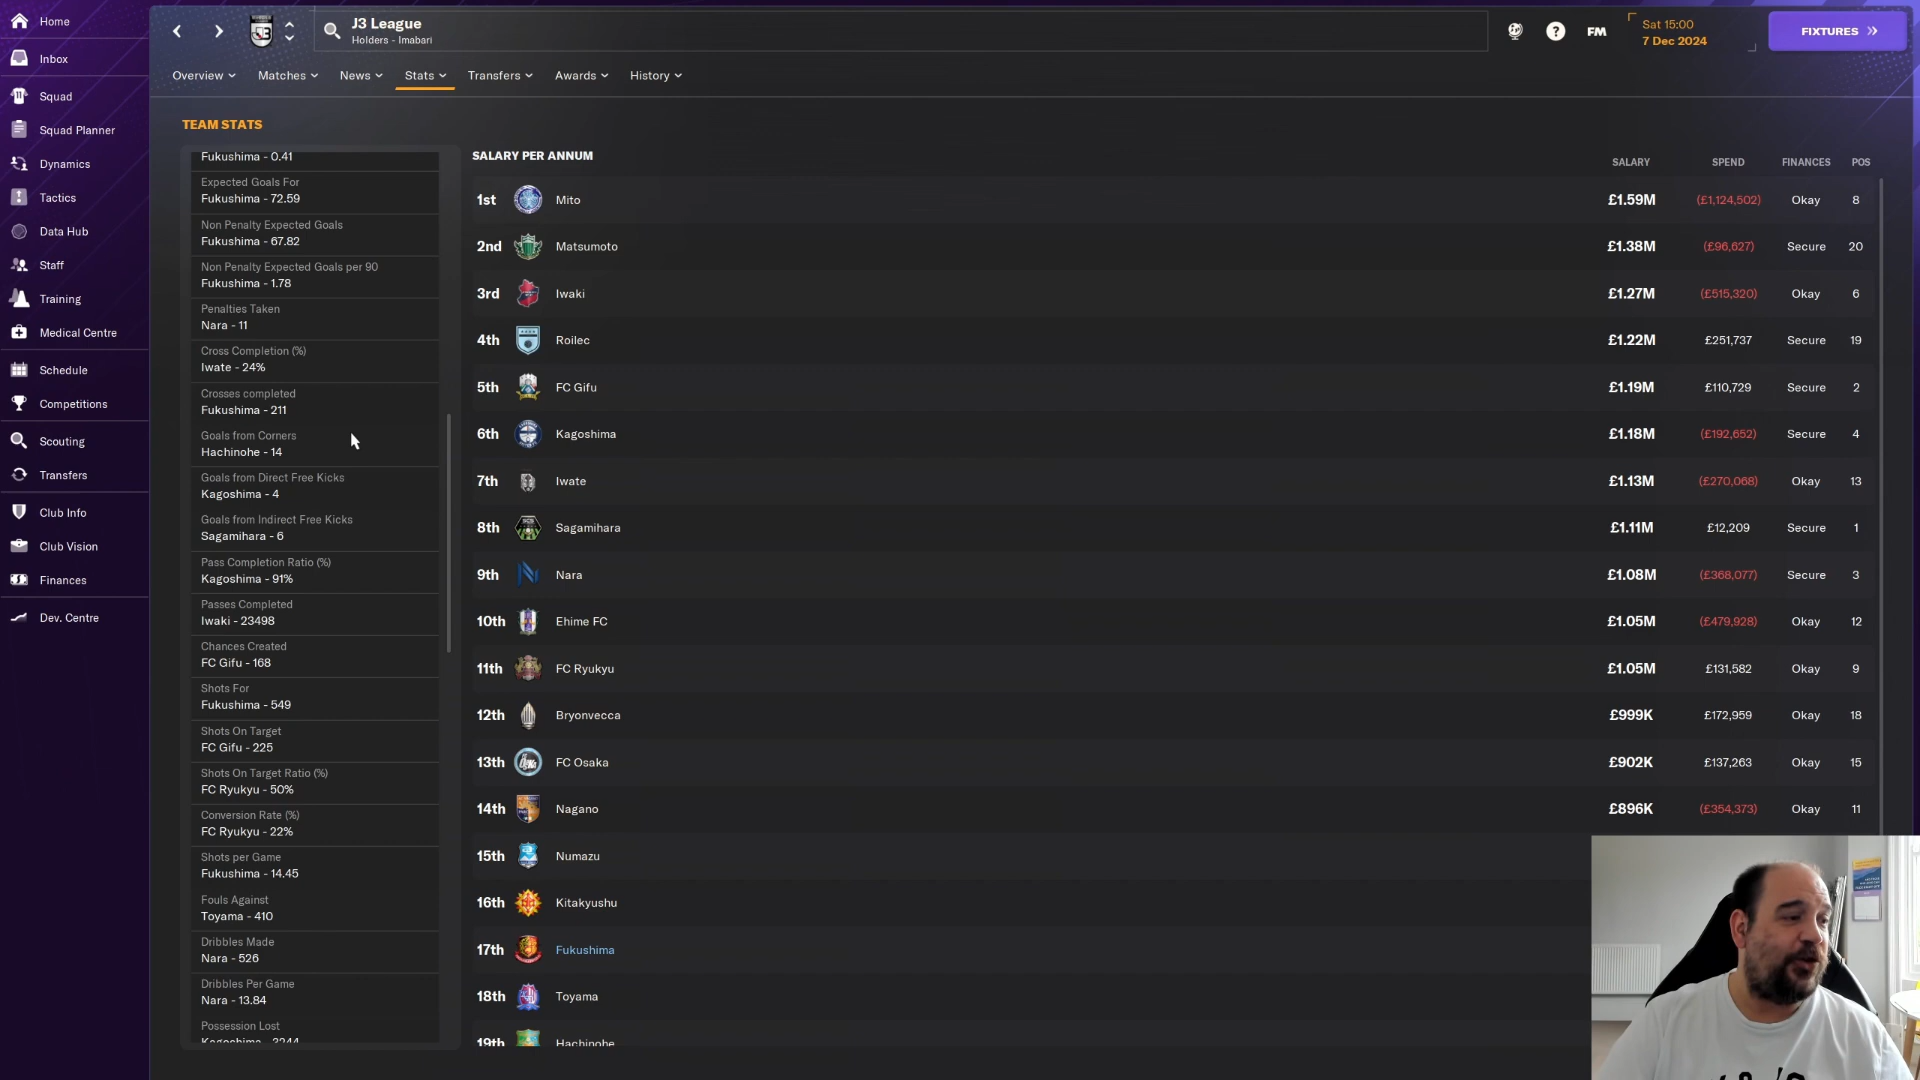 Home
Inbox
Squad
Squad Planner
Dynamics
Tactics
Data Hub
Staff
Training
Medical Centre
Schedule
Competitions
Scouting
Transfers
Club Info
Club Vision
Finances
Dev. Centre
J3 League
Holders - Imabari
FM
Sat 15:00
7 Dec 2024
FIXTURES
Overview Matches News Stats Transfers Awards History
TEAM STATS
Fukushima - 0.41
Expected Goals For
Fukushima - 72.59
Non Penalty Expected Goals
Fukushima - 67.82
Non Penalty Expected Goals per 90
Fukushima - 1.78
Penalties Taken
Nara - 11
Cross Completion (%)
Iwate - 24%
Crosses completed
Fukushima - 211
Goals from Corners
Hachinohe - 14
Goals from Direct Free Kicks
Kagoshima - 4
Goals from Indirect Free Kicks
Sagamihara - 6
Pass Completion Ratio (%)
Kagoshima - 91%
Passes Completed
Iwaki - 23498
Chances Created
FC Gifu - 168
Shots For
Fukushima - 549
Shots On Target
FC Gifu - 225
Shots On Target Ratio (%)
FC Ryukyu - 50%
Conversion Rate (%)
FC Ryukyu - 22%
Shots per Game
Fukushima - 14.45
Fouls Against
Toyama - 410
Dribbles Made
Nara - 526
Dribbles Per Game
Nara - 13.84
Possession Lost
Kagoshima - 3244
SALARY PER ANNUM SALARY SPEND FINANCES POS
1st Mito £1.59M (£1,124,502) Okay 8
2nd Matsumoto £1.38M (£96,627) Secure 20
3rd Iwaki £1.27M (£515,320) Okay 6
4th Roilec £1.22M £251,737 Secure 19
5th FC Gifu £1.19M £110,729 Secure 2
6th Kagoshima £1.18M (£192,652) Secure 4
7th Iwate £1.13M (£270,068) Okay 13
8th Sagamihara £1.11M £12,209 Secure 1
9th Nara £1.08M (£368,077) Secure 3
10th Ehime FC £1.05M (£479,928) Okay 12
11th FC Ryukyu £1.05M £131,582 Okay 9
12th Bryonvecca £999K £172,959 Okay 18
13th FC Osaka £902K £137,263 Okay 15
14th Nagano £896K (£354,373) Okay 11
15th Numazu
16th Kitakyushu
17th Fukushima
18th Toyama
19th Hachinohe